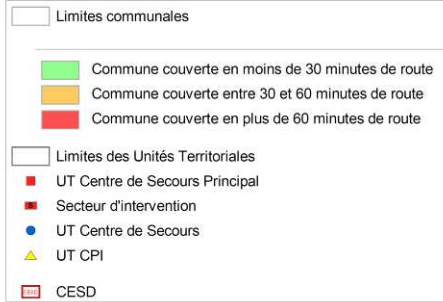 Limites communales
Commune couverte en moins de 30 minutes de route
Commune couverte entre 30 et 60 minutes de route
Commune couverte en plus de 60 minutes de route
Limites des Unités Territoriales
UT Centre de Secours Principal
S Secteur d'intervention
UT Centre de Secours
UT CPI
CESD CESD